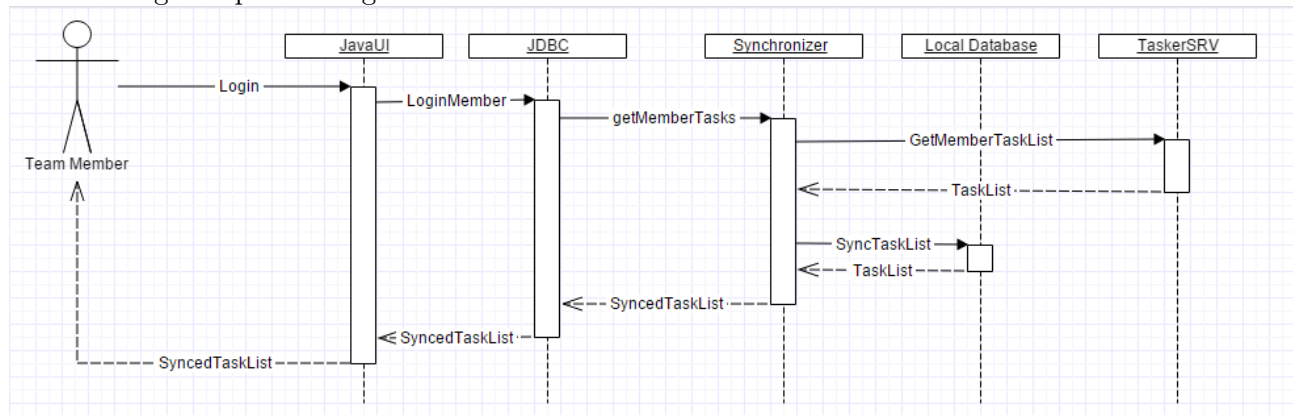 JavaUI
JDBC
Synchronizer
Local Database
TaskerSRV
Login
LoginMember
getMemberTasks
GetMemberTaskList
Team Member
TaskList
SyncTaskList
TaskList
SyncedTaskList
SyncedTaskList
SyncedTaskList